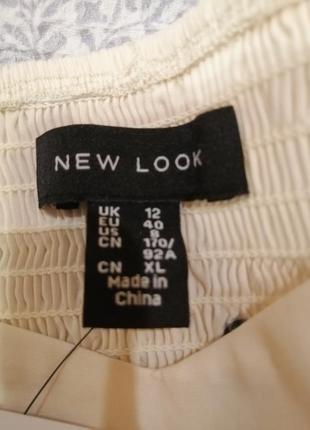 NEW LOOK
UK 12
EU 40
US 8
CN 170/
92A
CN XL
Made in
China